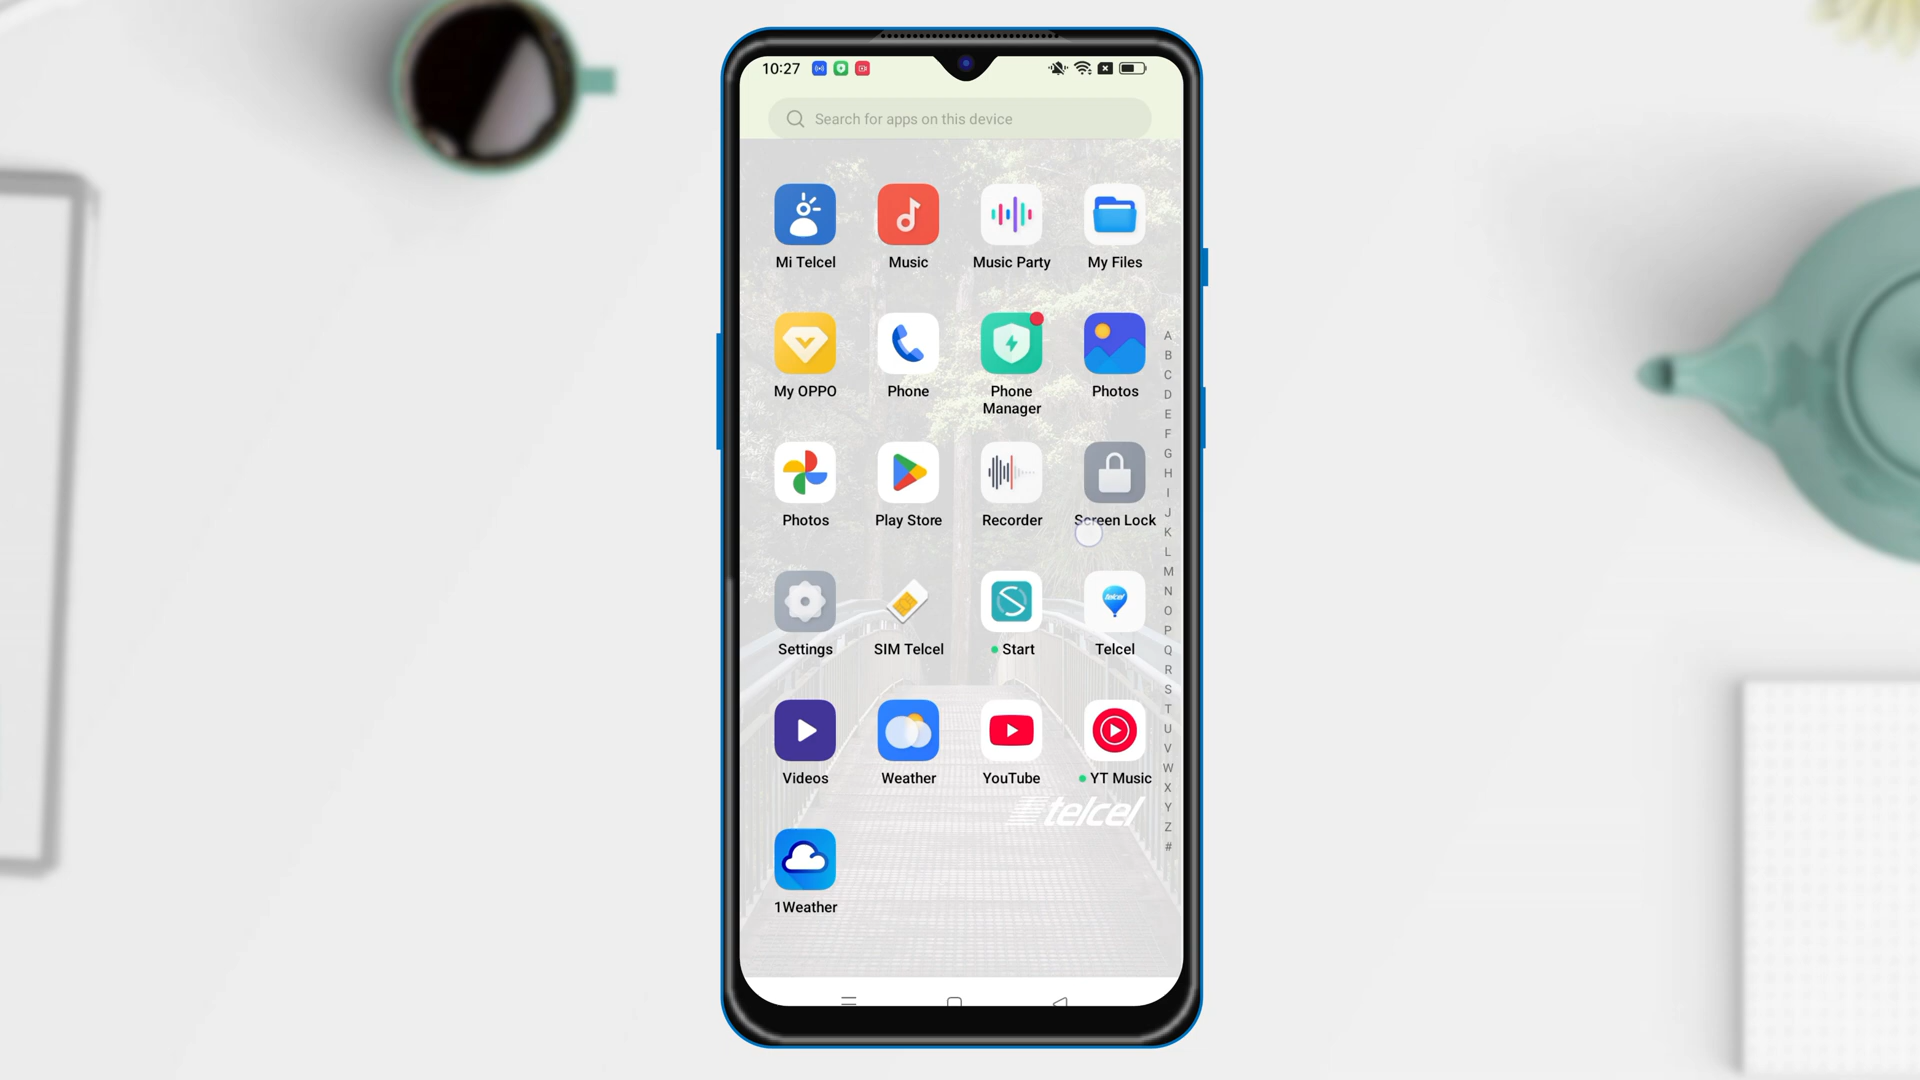 10:27
Search for apps on this device
Mi Telcel
Music
Music Party
My Files
My OPPO
Phone
Phone
Manager
Photos
Photos
Play Store
Recorder
Screen Lock
Settings
SIM Telcel
Start
telcel
Telcel
Videos
Weather
YouTube
YT Music
telcel
1Weather
A
B
C
D
E
F
G
H
I
J
K
L
M
N
O
P
Q
R
S
T
U
V
W
X
Y
Z
#